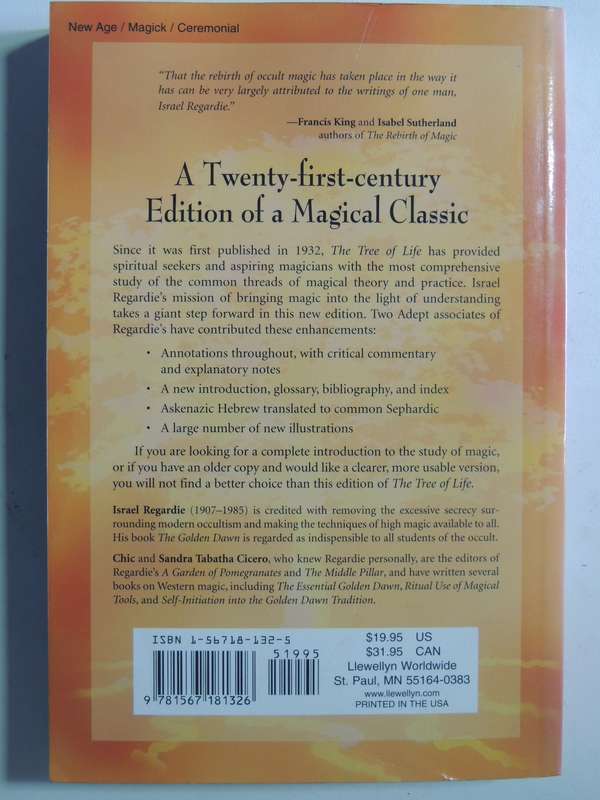 New Age / Magick / Ceremonial
“That the rebirth of occult magic has taken place in the way it
has can be very largely attributed to the writings of one man,
Israel Regardie.”
—Francis King and Isabel Sutherland
authors of The Rebirth of Magic
A Twenty-first-century
Edition of a Magical Classic
Since it was first published in 1932, The Tree of Life has provided
spiritual seekers and aspiring magicians with the most comprehensive
study of the common threads of magical theory and practice. Israel
Regardie’s mission of bringing magic into the light of understanding
takes a giant step forward in this new edition. Two Adept associates of
Regardie’s have contributed these enhancements:
• Annotations throughout, with critical commentary
and explanatory notes
• A new introduction, glossary, bibliography, and index
• Askenazic Hebrew translated to common Sephardic
• A large number of new illustrations
If you are looking for a complete introduction to the study of magic,
or if you have an older copy and would like a clearer, more usable version,
you will not find a better choice than this edition of The Tree of Life.
Israel Regardie (1907–1985) is credited with removing the excessive secrecy sur-
rounding modern occultism and making the techniques of high magic available to all.
His book The Golden Dawn is regarded as indispensible to all students of the occult.
Chic and Sandra Tabatha Cicero, who knew Regardie personally, are the editors of
Regardie’s A Garden of Pomegranates and The Middle Pillar, and have written several
books on Western magic, including The Essential Golden Dawn, Ritual Use of Magical
Tools, and Self-Initiation into the Golden Dawn Tradition.
ISBN 1-56718-132-5
51995
9 781567 181326
$19.95 US
$31.95 CAN
Llewellyn Worldwide
St. Paul, MN 55164-0383
www.llewellyn.com
PRINTED IN THE USA